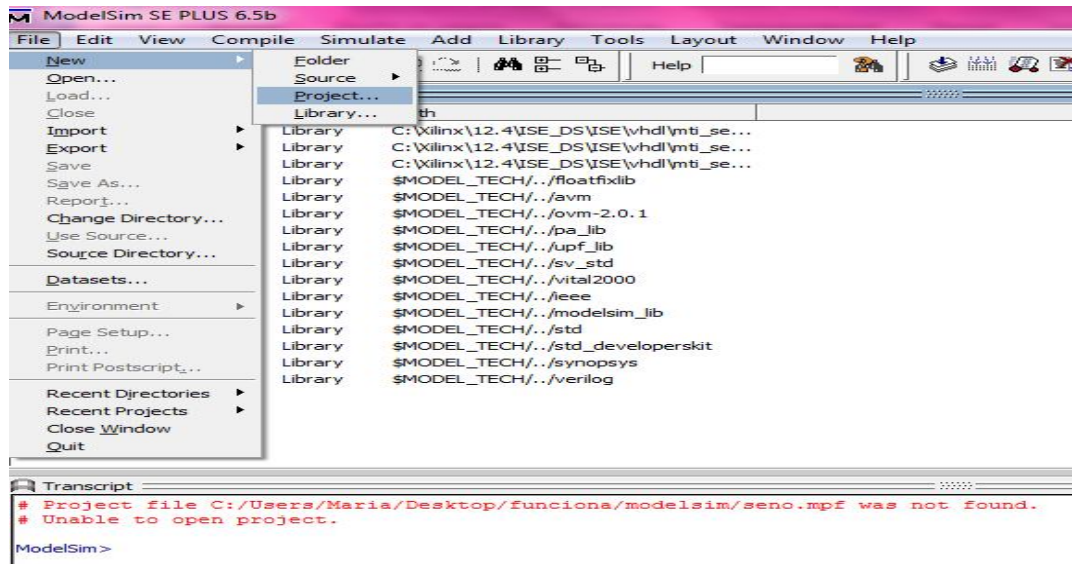 ModelSim SE PLUS 6.5b
File Edit View Compile Simulate Add Library Tools Layout Window Help
New
Open...
Load...
Close
Import
Export
Save
Save As...
Report...
Change Directory...
Use Source...
Source Directory...
Datasets...
Environment
Page Setup...
Print...
Print Postscript...
Recent Directories
Recent Projects
Close Window
Quit
Folder
Source
Project...
Library...
Help
th
Library C:\Xilinx\12.4\ISE_DS\ISE\vhdl\mti_se...
Library C:\Xilinx\12.4\ISE_DS\ISE\vhdl\mti_se...
Library C:\Xilinx\12.4\ISE_DS\ISE\vhdl\mti_se...
Library $MODEL_TECH/../floatfixlib
Library $MODEL_TECH/../avm
Library $MODEL_TECH/../ovm-2.0.1
Library $MODEL_TECH/../pa_lib
Library $MODEL_TECH/../upf_lib
Library $MODEL_TECH/../sv_std
Library $MODEL_TECH/../vital2000
Library $MODEL_TECH/../ieee
Library $MODEL_TECH/../modelsim_lib
Library $MODEL_TECH/../std
Library $MODEL_TECH/../std_developerskit
Library $MODEL_TECH/../synopsys
Library $MODEL_TECH/../verilog
Transcript
# Project file C:/Users/Maria/Desktop/funciona/modelsim/seno.mpf was not found.
# Unable to open project.
ModelSim>